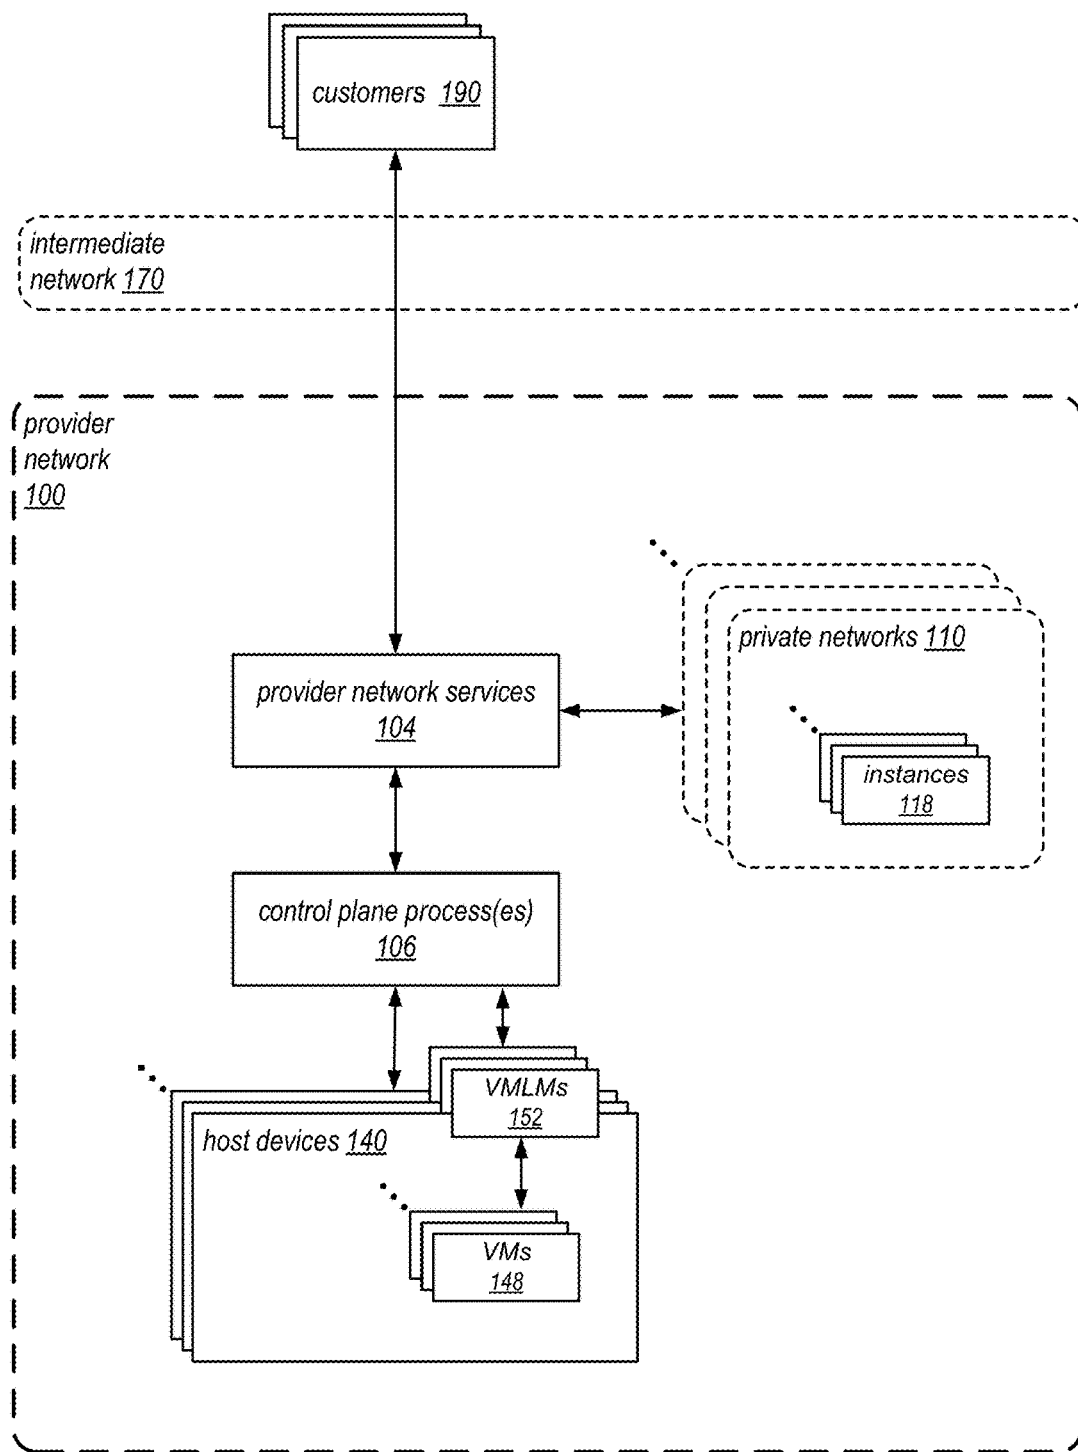 customers 190
intermediate
network 170
provider
network
100
private networks 110
provider network services
104
instances
118
control plane process(es)
106
VMLMs
152
host devices 140
VMs
148